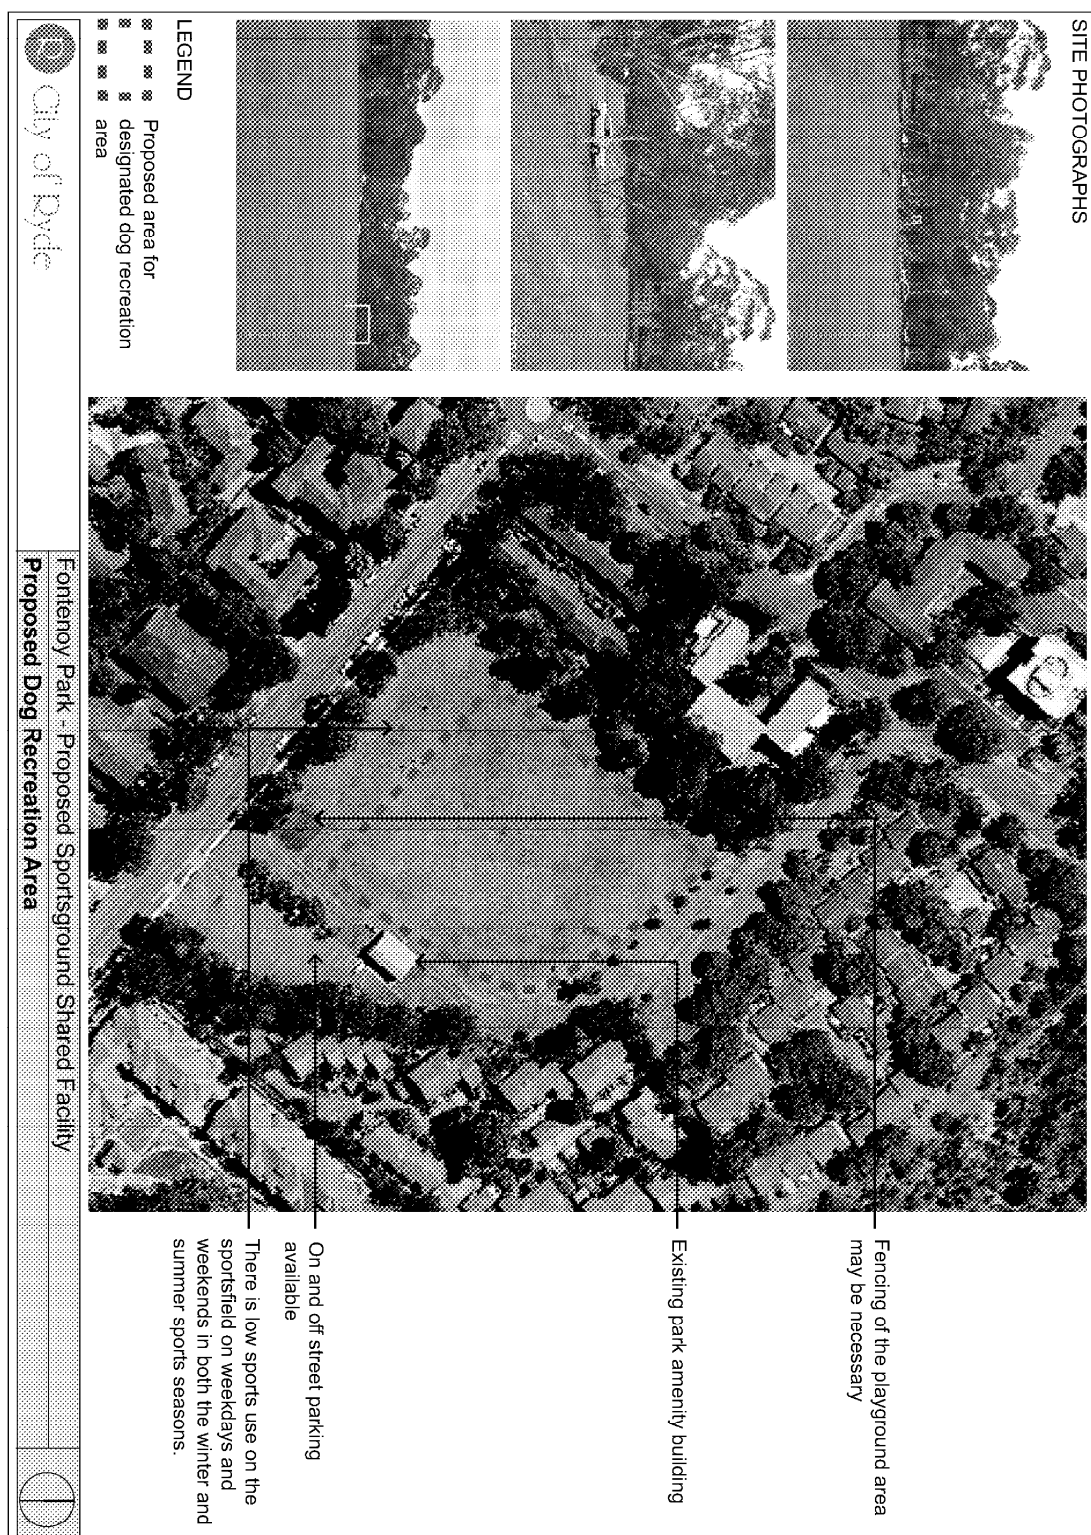 SITE PHOTOGRAPHS
Fencing of the playground area
may be necessary
Existing park amenity building
On and off street parking
available
There is low sports use on the
sportsfield on weekdays and
weekends in both the winter and
summer sports seasons.
LEGEND
Proposed area for
designated dog recreation
area
City of Ryde
Fontenoy Park - Proposed Sportsground Shared Facility
Proposed Dog Recreation Area